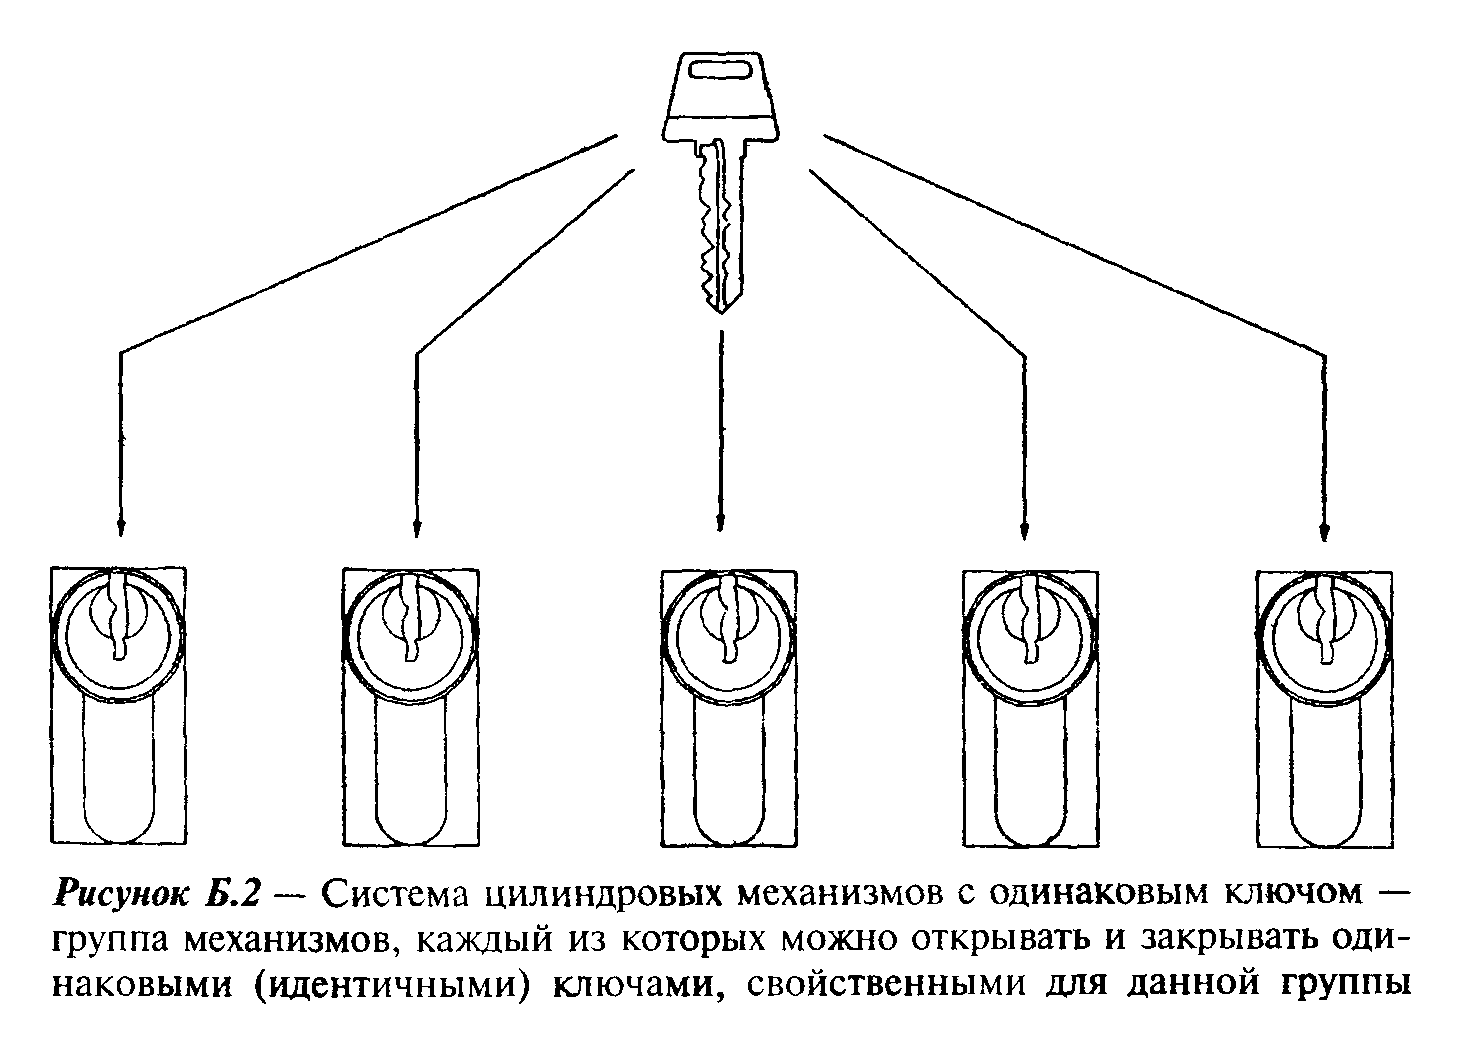 Рисунок Б.2 — Система цилиндровых механизмов с одинаковым ключом —
группа механизмов, каждый из которых можно открывать и закрывать оди-
наковыми (идентичными) ключами, свойственными для данной группы